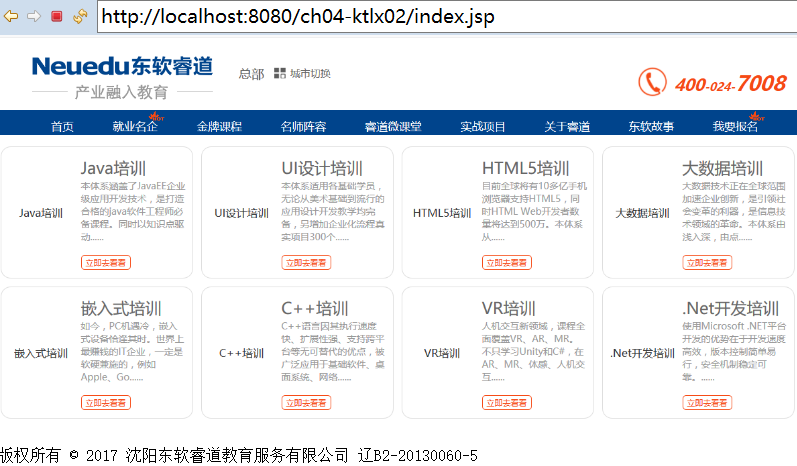 http://localhost:8080/ch04-ktlx02/index.jsp
Neuedu东软睿道
产业融入教育
总部 城市切换
400-024-7008
首页 就业名企 金牌课程 名师阵容 睿道微课堂 实战项目 关于睿道 东软故事 我要报名
Java培训
Java培训
本体系涵盖了JavaEE企业
级应用开发技术，是打造
合格的java软件工程师必
备课程。同时以知识点驱
动......
立即去看看
UI设计培训
UI设计培训
本体系适用各基础学员，
无论从美术基础到流行的
应用设计开发教学均完
备，另增加企业化流程真
实项目300个......
立即去看看
HTML5培训
HTML5培训
目前全球将有10多亿手机
浏览器支持HTML5，同
时HTML Web开发者数
量将达到500万。本体系
从......
立即去看看
大数据培训
大数据培训
大数据技术正在全球范围
加速企业创新，是引领社
会变革的利器，是信息技
术领域的革命。本体系由
浅入深，由点......
立即去看看
嵌入式培训
嵌入式培训
如今，PC机遇冷，嵌入
式设备恰逢其时。世界上
最赚钱的IT企业，一定是
软硬兼施的，例如
Apple、Go......
立即去看看
C++培训
C++培训
C++语言因其执行速度
快、扩展性强、支持跨平
台等无可替代的优点，被
广泛应用于基础软件、桌
面系统、网络......
立即去看看
VR培训
VR培训
人机交互新领域，课程全
面覆盖VR、AR、MR。
不只学习Unity和C#，在
AR、MR、体感、人机交
互......
立即去看看
.Net开发培训
.Net开发培训
使用Microsoft .NET平台
开发的优势在于开发速度
高效，版本控制简单易
行，安全机制稳定可
靠。......
立即去看看
版权所有 © 2017 沈阳东软睿道教育服务有限公司 辽B2-20130060-5